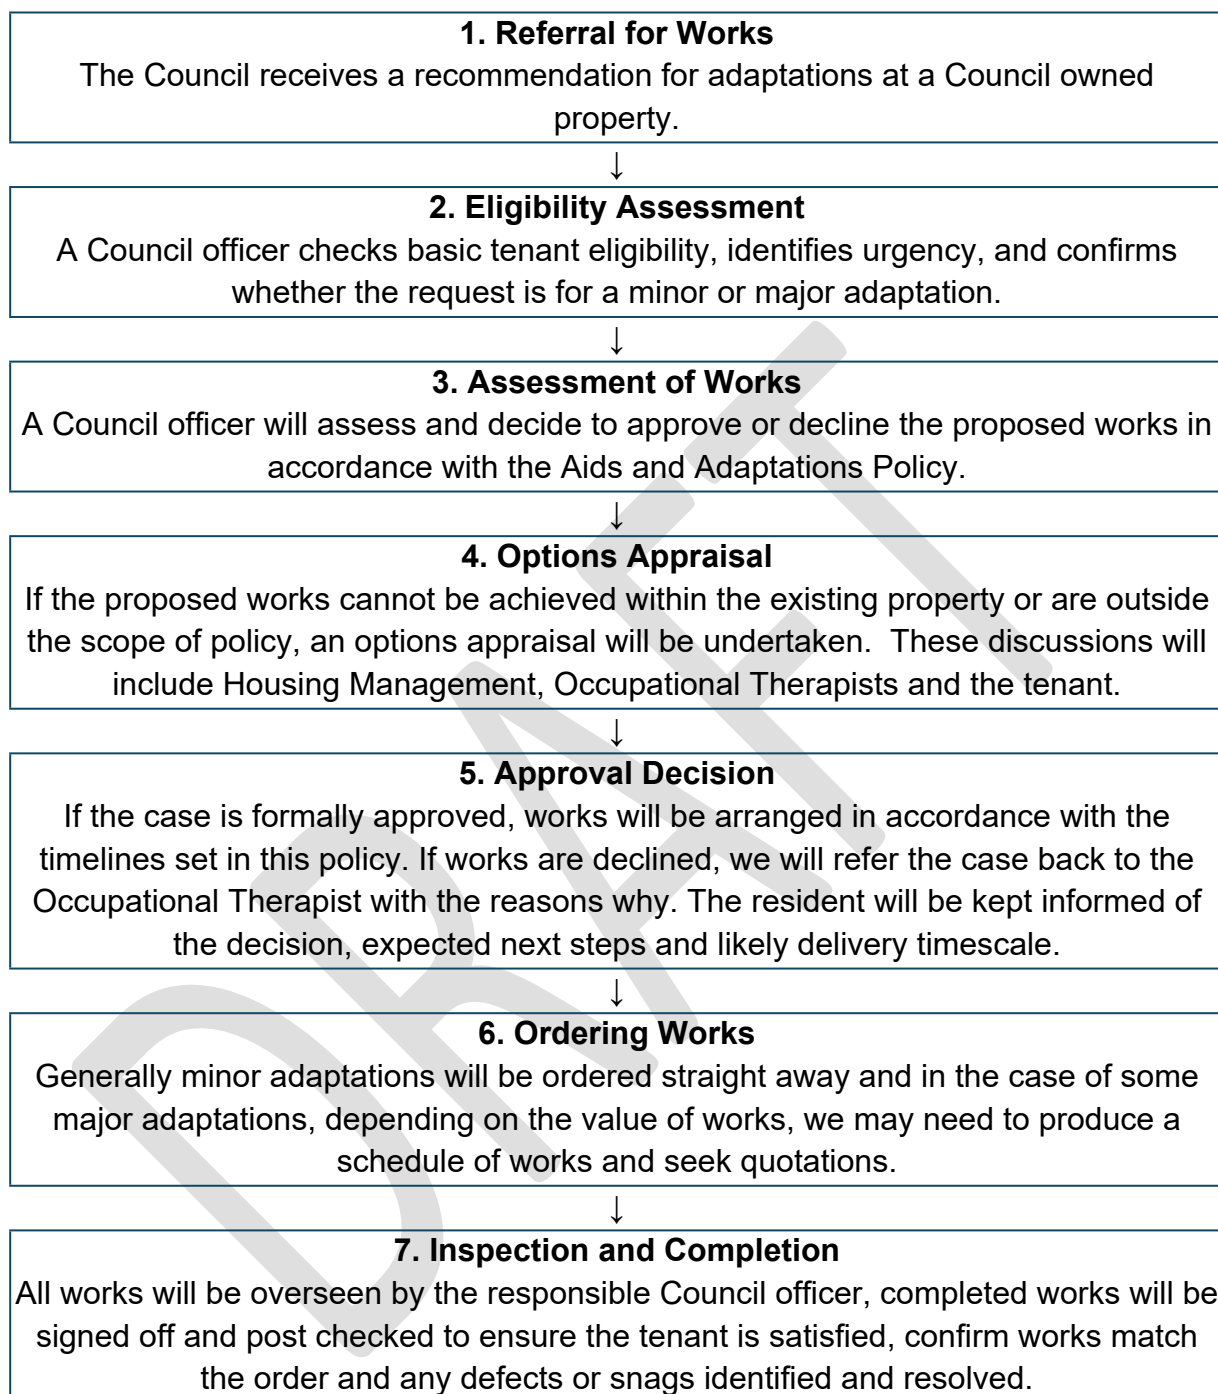 1. Referral for Works
The Council receives a recommendation for adaptations at a Council owned
property.
↓
2. Eligibility Assessment
A Council officer checks basic tenant eligibility, identifies urgency, and confirms
whether the request is for a minor or major adaptation.
↓
3. Assessment of Works
A Council officer will assess and decide to approve or decline the proposed works in
accordance with the Aids and Adaptations Policy.
↓
4. Options Appraisal
If the proposed works cannot be achieved within the existing property or are outside
the scope of policy, an options appraisal will be undertaken.  These discussions will
include Housing Management, Occupational Therapists and the tenant.
↓
5. Approval Decision
If the case is formally approved, works will be arranged in accordance with the
timelines set in this policy. If works are declined, we will refer the case back to the
Occupational Therapist with the reasons why. The resident will be kept informed of
the decision, expected next steps and likely delivery timescale.
↓
6. Ordering Works
Generally minor adaptations will be ordered straight away and in the case of some
major adaptations, depending on the value of works, we may need to produce a
schedule of works and seek quotations.
↓
7. Inspection and Completion
All works will be overseen by the responsible Council officer, completed works will be
signed off and post checked to ensure the tenant is satisfied, confirm works match
the order and any defects or snags identified and resolved.
DRAFT